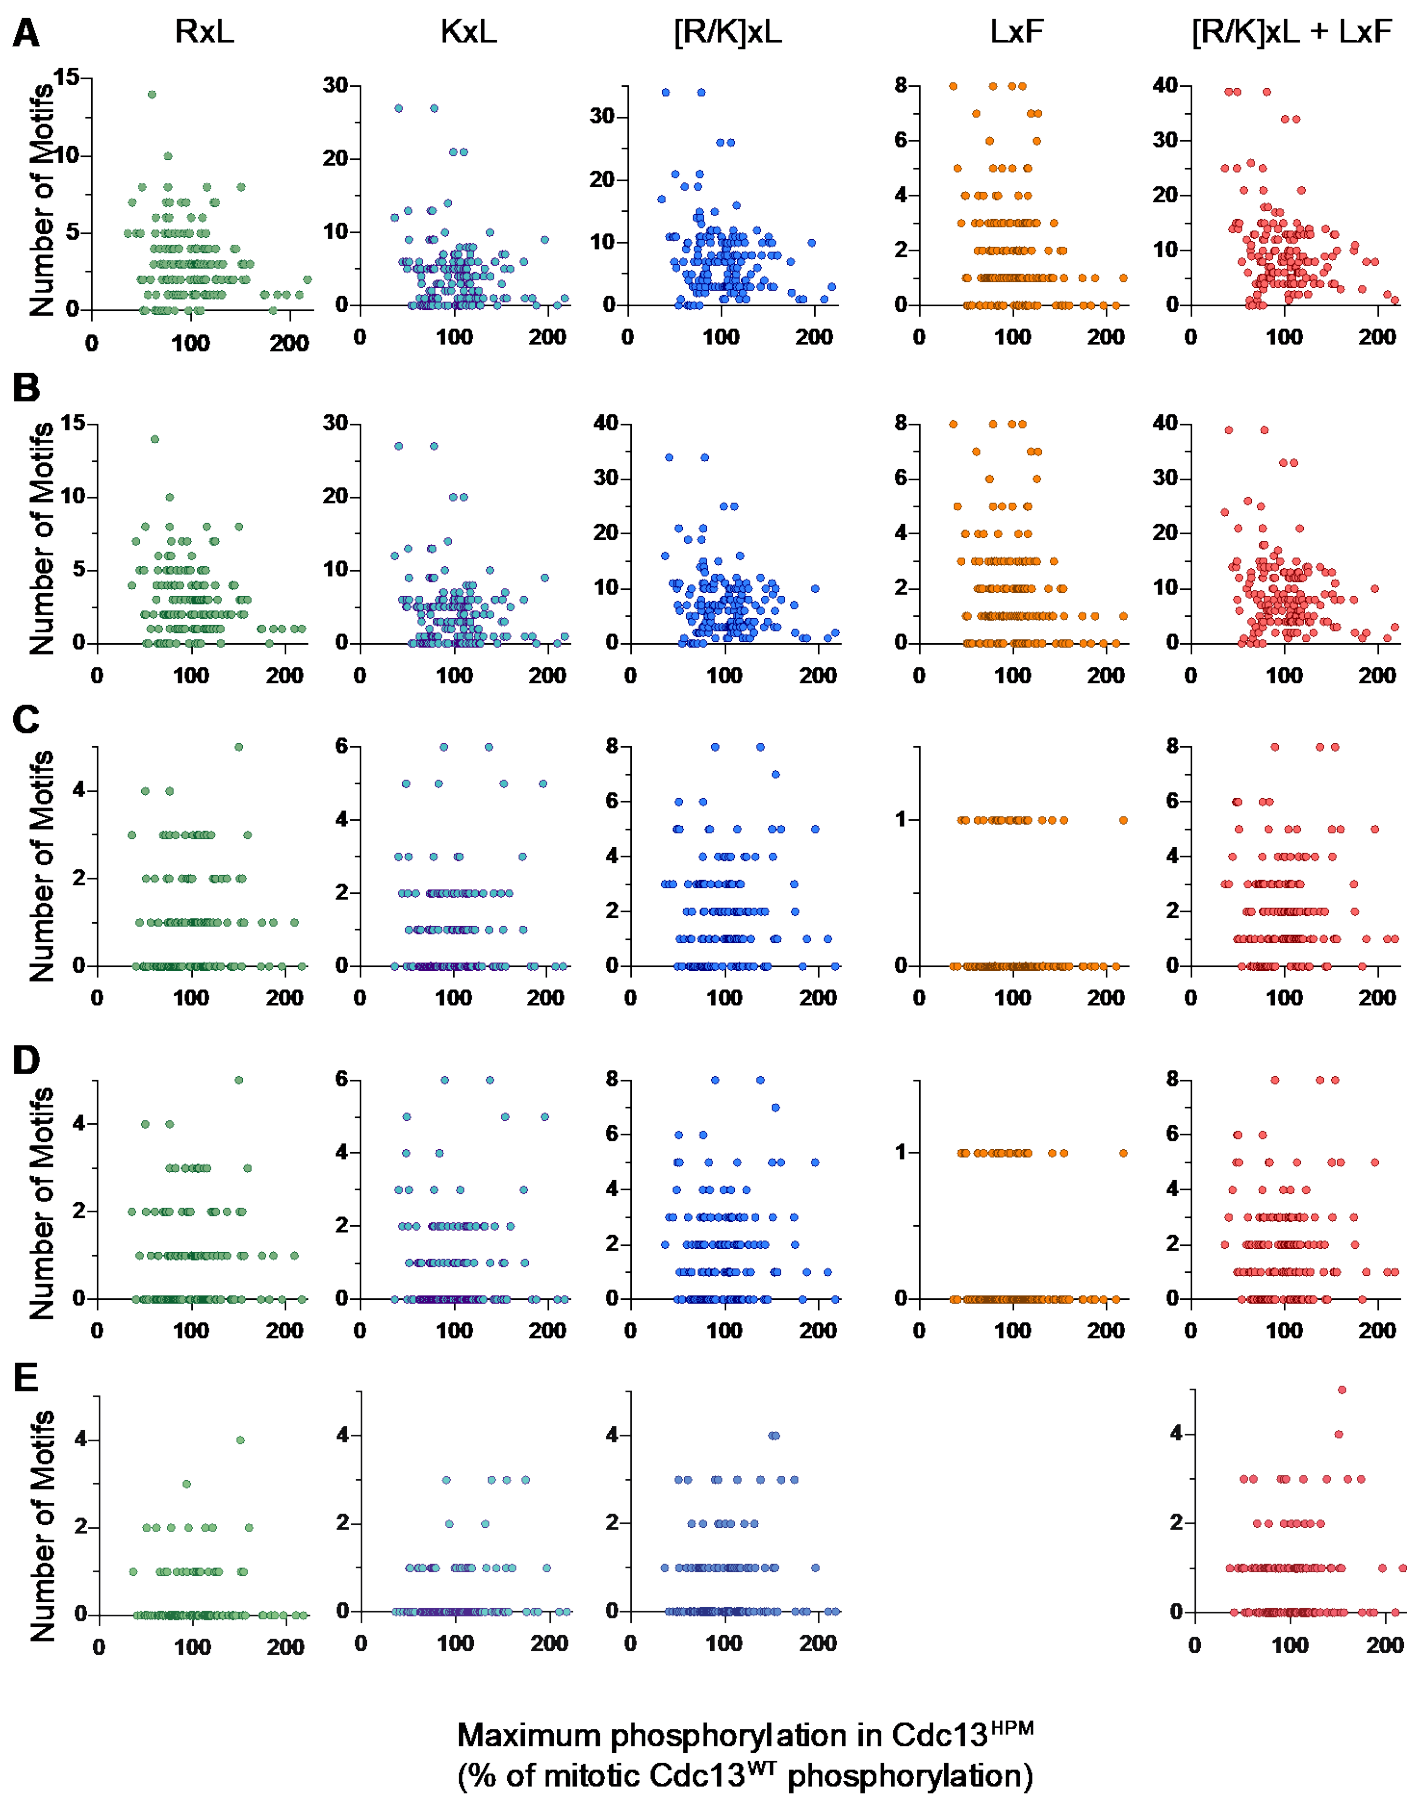 A RxL KxL [R/K]xL LxF [R/K]xL + LxF
Number of Motifs
15 10 5 0
0 100 200
30 20 10 0
0 100 200
30 20 10 0
0 100 200
8 6 4 2 0
0 100 200
40 30 20 10 0
0 100 200
B
Number of Motifs
15 10 5 0
0 100 200
30 20 10 0
0 100 200
40 30 20 10 0
0 100 200
8 6 4 2 0
0 100 200
40 30 20 10 0
0 100 200
C
Number of Motifs
4 2 0
0 100 200
6 4 2 0
0 100 200
8 6 4 2 0
0 100 200
1 0
0 100 200
8 6 4 2 0
0 100 200
D
Number of Motifs
4 2 0
0 100 200
6 4 2 0
0 100 200
8 6 4 2 0
0 100 200
1 0
0 100 200
8 6 4 2 0
0 100 200
E
Number of Motifs
4 2 0
0 100 200
4 2 0
0 100 200
4 2 0
0 100 200
4 2 0
0 100 200
Maximum phosphorylation in Cdc13HPM
(% of mitotic Cdc13WT phosphorylation)